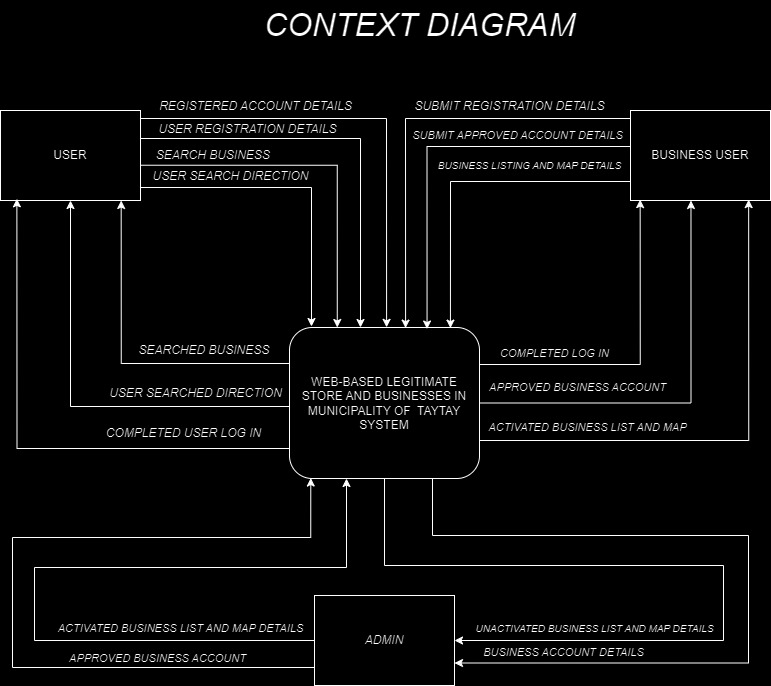 CONTEXT DIAGRAM
REGISTERED ACCOUNT DETAILS
USER REGISTRATION DETAILS
SEARCH BUSINESS
USER SEARCH DIRECTION
USER
SUBMIT REGISTRATION DETAILS
SUBMIT APPROVED ACCOUNT DETAILS
BUSINESS LISTING AND MAP DETAILS
BUSINESS USER
SEARCHED BUSINESS
USER SEARCHED DIRECTION
COMPLETED USER LOG IN
WEB-BASED LEGITIMATE
STORE AND BUSINESSES IN
MUNICIPALITY OF TAYTAY
SYSTEM
COMPLETED LOG IN
APPROVED BUSINESS ACCOUNT
ACTIVATED BUSINESS LIST AND MAP
ACTIVATED BUSINESS LIST AND MAP DETAILS
APPROVED BUSINESS ACCOUNT
ADMIN
UNACTIVATED BUSINESS LIST AND MAP DETAILS
BUSINESS ACCOUNT DETAILS